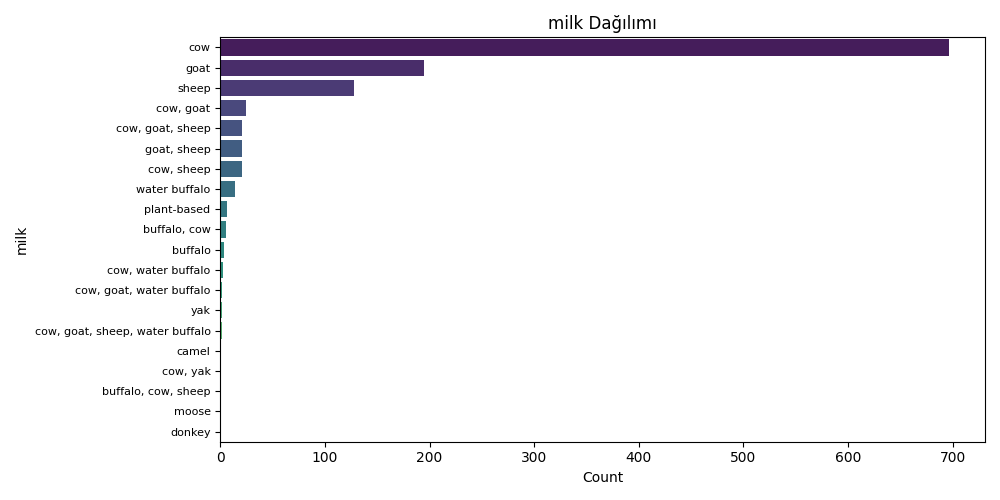 milk Dağılımı
cow
goat
sheep
cow, goat
cow, goat, sheep
goat, sheep
cow, sheep
water buffalo
plant-based
buffalo, cow
buffalo
cow, water buffalo
cow, goat, water buffalo
yak
cow, goat, sheep, water buffalo
camel
cow, yak
buffalo, cow, sheep
moose
donkey
milk
0 100 200 300 400 500 600 700
Count